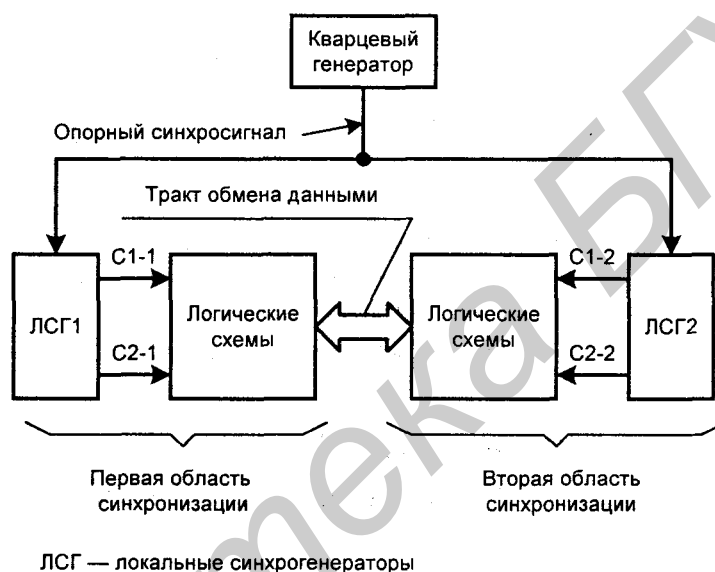 Кварцевый
генератор
Опорный синхросигнал
Тракт обмена данными
С1-1
С1-2
ЛСГ1
Логические
схемы
Логические
схемы
ЛСГ2
С2-1
С2-2
Первая область
синхронизации
Вторая область
синхронизации
ЛСГ — локальные синхрогенераторы